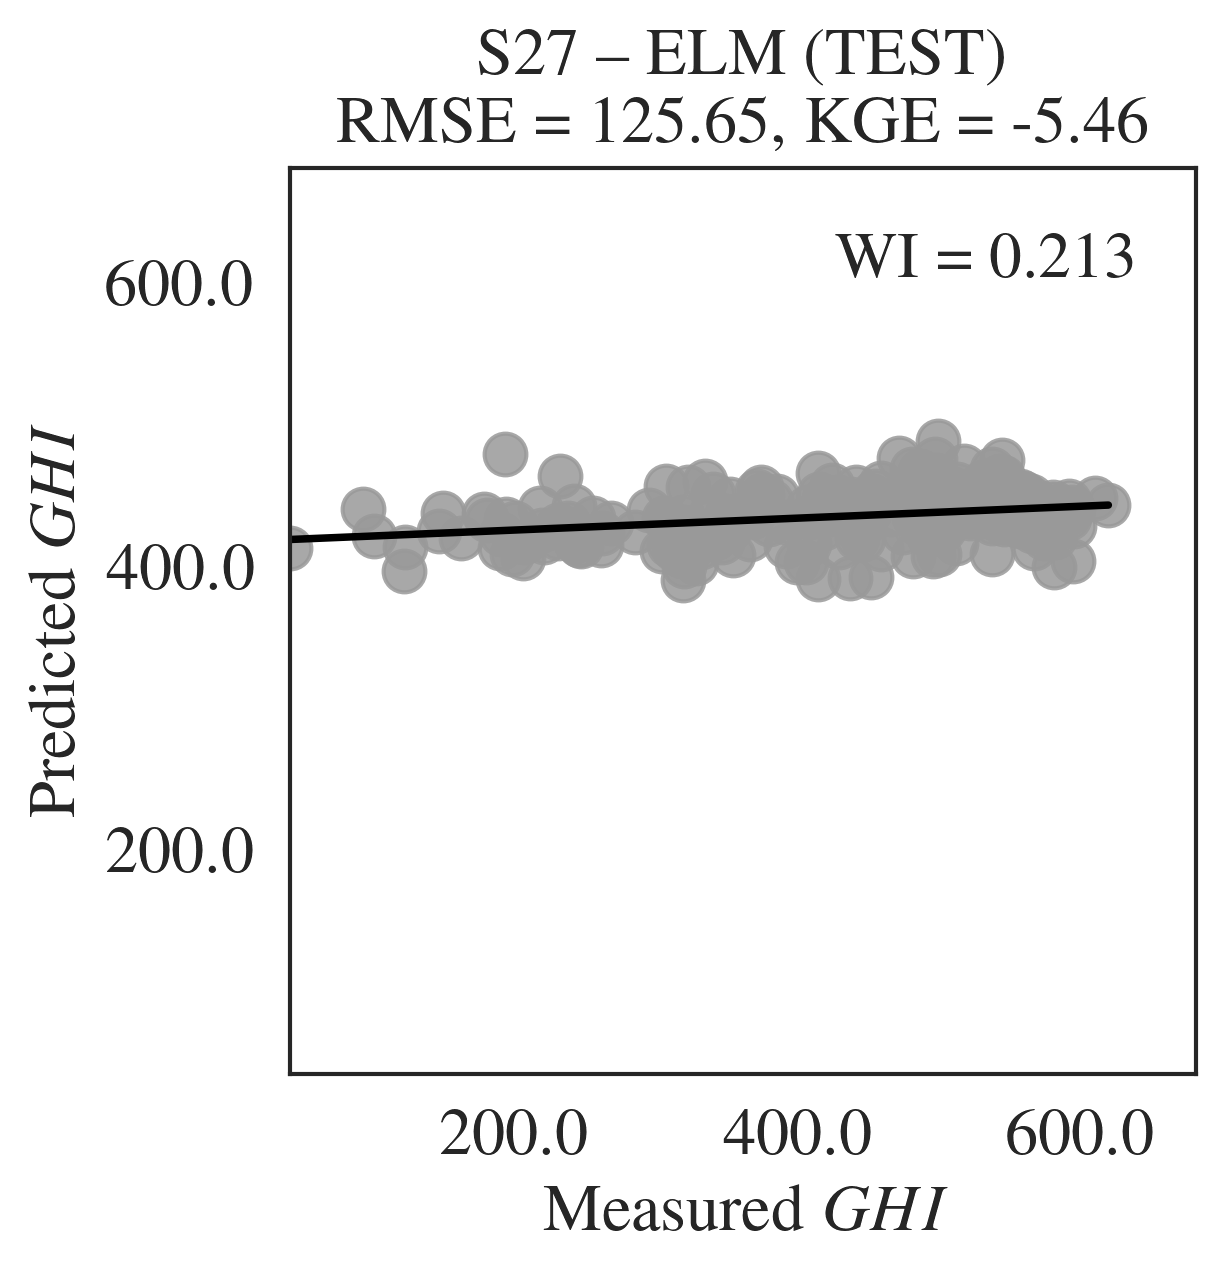 S27 – ELM (TEST)
RMSE = 125.65, KGE = -5.46
WI = 0.213
600.0
400.0
200.0
Predicted GHI
200.0 400.0 600.0
Measured GHI